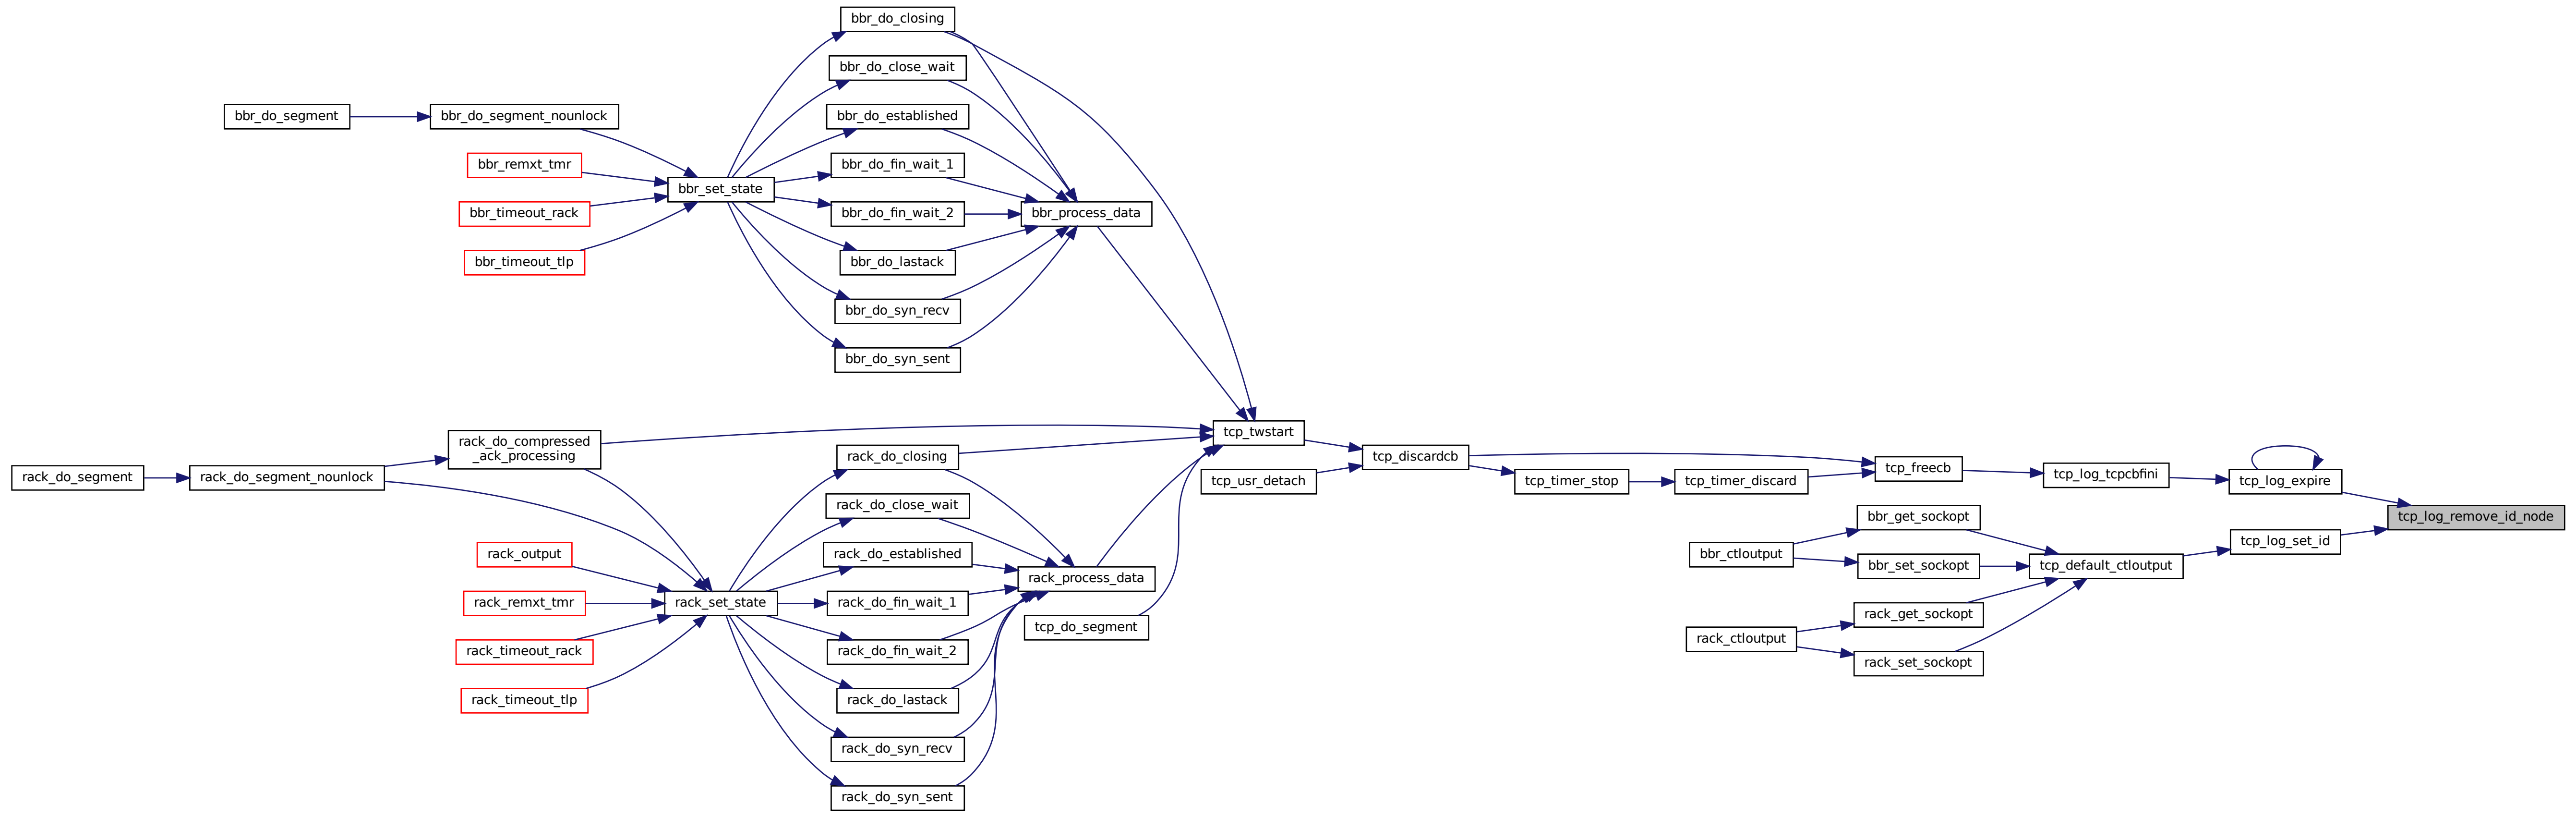 bbr_do_closing
bbr_do_close_wait
bbr_do_segment
bbr_do_segment_nounlock
bbr_do_established
bbr_remxt_tmr
bbr_do_fin_wait_1
bbr_set_state
bbr_timeout_rack
bbr_do_fin_wait_2
bbr_process_data
bbr_timeout_tlp
bbr_do_lastack
bbr_do_syn_recv
bbr_do_syn_sent
tcp_twstart
rack_do_compressed
_ack_processing
rack_do_closing
tcp_discardcb
tcp_freecb
tcp_log_tcpcbfini
tcp_log_expire
rack_do_segment
rack_do_segment_nounlock
tcp_usr_detach
tcp_timer_stop
tcp_timer_discard
rack_do_close_wait
bbr_get_sockopt
tcp_log_remove_id_node
tcp_log_set_id
rack_output
rack_do_established
bbr_ctloutput
bbr_set_sockopt
tcp_default_ctloutput
rack_process_data
rack_remxt_tmr
rack_set_state
rack_do_fin_wait_1
rack_get_sockopt
tcp_do_segment
rack_ctloutput
rack_timeout_rack
rack_do_fin_wait_2
rack_set_sockopt
rack_timeout_tlp
rack_do_lastack
rack_do_syn_recv
rack_do_syn_sent